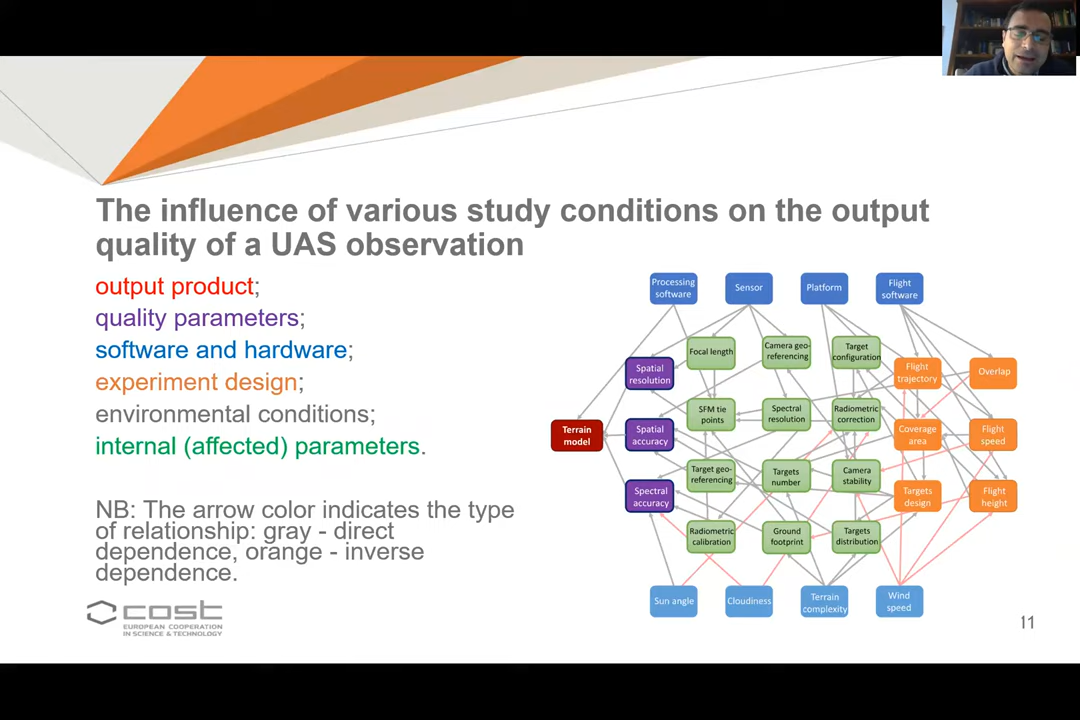 The influence of various study conditions on the output
quality of a UAS observation
output product;
quality parameters;
software and hardware;
experiment design;
environmental conditions;
internal (affected) parameters.
NB: The arrow color indicates the type
of relationship: gray - direct
dependence, orange - inverse
dependence.
Processing
software
Sensor
Platform
Flight
software
Focal length
Camera geo-
referencing
Target
configuration
Spatial
resolution
Flight
trajectory
Overlap
SFM tie
points
Spectral
resolution
Radiometric
correction
Terrain
model
Spatial
accuracy
Coverage
area
Flight
speed
Target geo-
referencing
Targets
number
Camera
stability
Spectral
accuracy
Targets
design
Flight
height
Radiometric
calibration
Ground
footprint
Targets
distribution
Sun angle
Cloudiness
Terrain
complexity
Wind
speed
cost
EUROPEAN COOPERATION
IN SCIENCE & TECHNOLOGY
11